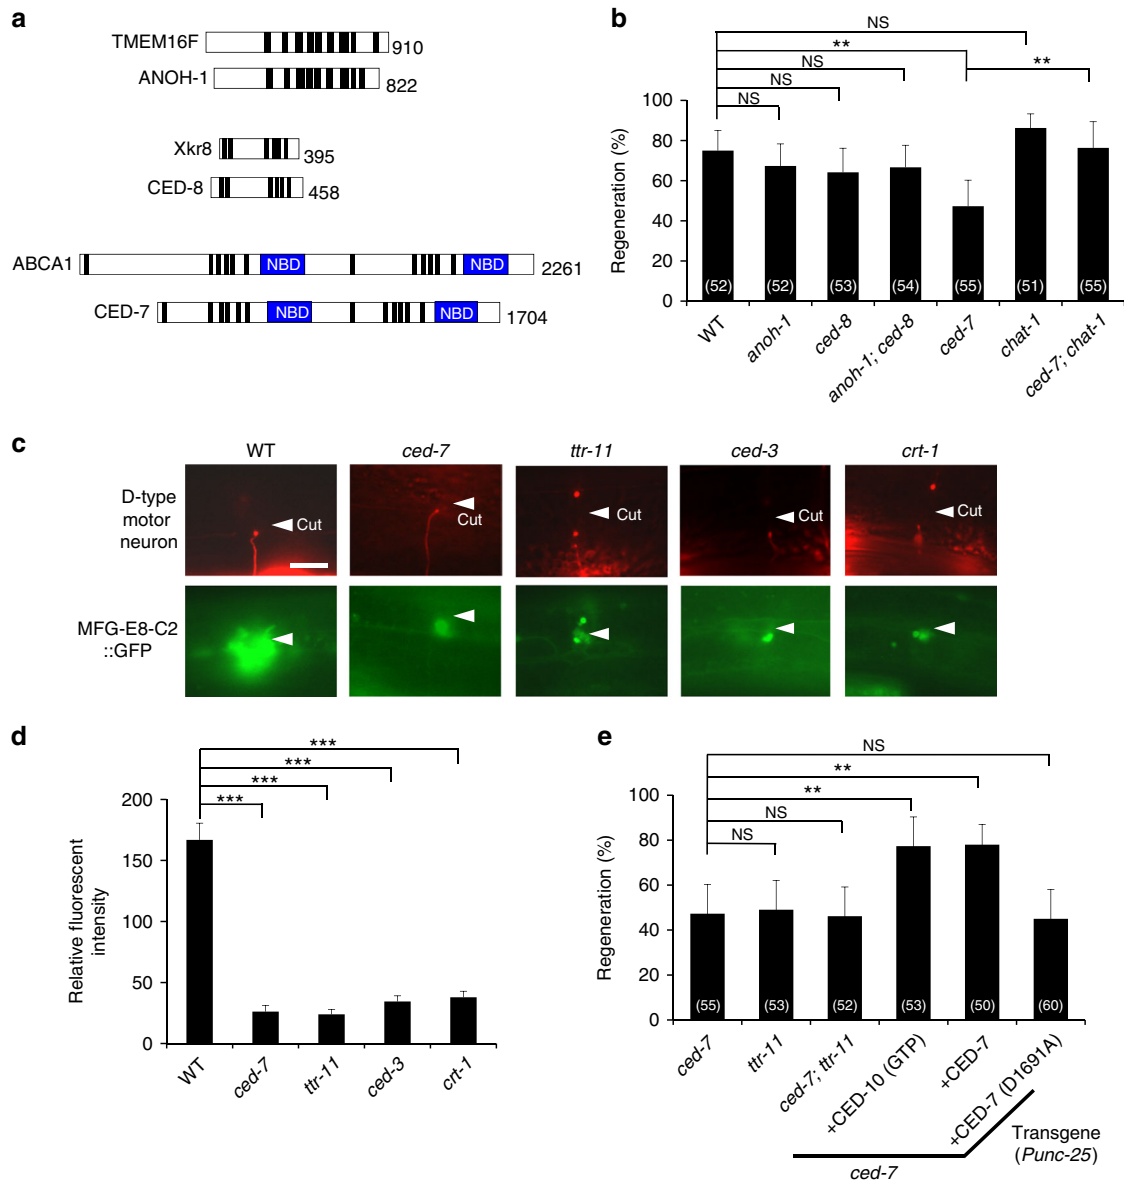 a
TMEM16F
910
ANOH-1
822
Xkr8
395
CED-8
458
ABCA1
NBD
NBD
2261
CED-7
NBD
NBD
1704
b
NS
**
NS
**
NS
NS
Regeneration (%)
100
80
60
40
20
0
(52)
(52)
(53)
(54)
(55)
(51)
(55)
WT
anoh-1
ced-8
anoh-1; ced-8
ced-7
chat-1
ced-7; chat-1
c
WT
ced-7
ttr-11
ced-3
crt-1
D-type
motor
neuron
Cut
Cut
Cut
Cut
Cut
MFG-E8-C2
::GFP
d
***
***
***
***
Relative fluorescent
intensity
200
150
100
50
0
WT
ced-7
ttr-11
ced-3
crt-1
e
NS
**
**
NS
NS
Regeneration (%)
100
80
60
40
20
0
(55)
(53)
(52)
(53)
(50)
(60)
ced-7
ttr-11
ced-7; ttr-11
+CED-10 (GTP)
+CED-7
+CED-7 (D1691A)
ced-7
Transgene
(Punc-25)